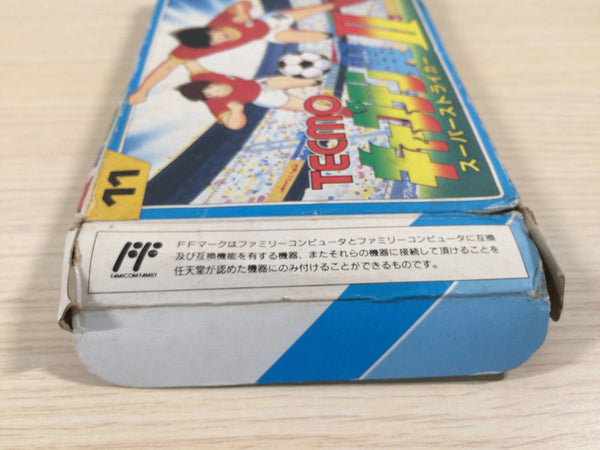 TECMO
キャプテン翼II
スーパーストライカー
11
FF
FAMICOM FAMILY
FFマークはファミリーコンピュータとファミリーコンピュータに互換
及び互換機能を有する機器、またそれらの機器に接続して頂けることを
任天堂が認めた機器にのみ付けることができるものです。